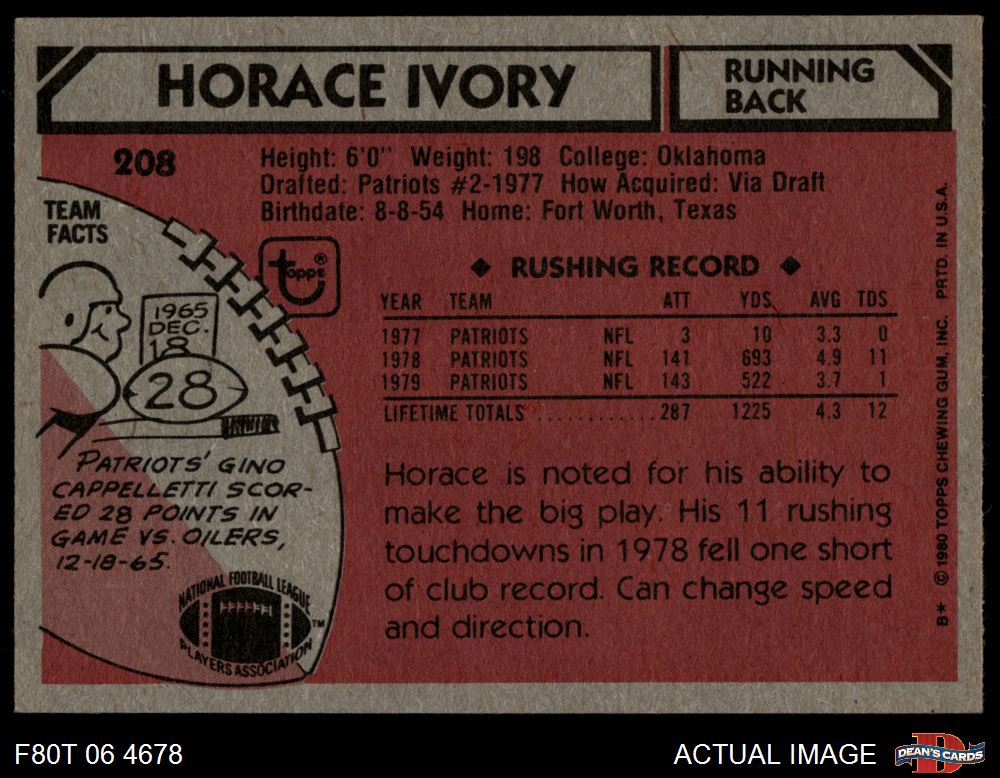 HORACE IVORY
RUNNING
BACK
208
Height: 6'0" Weight: 198 College: Oklahoma
Drafted: Patriots #2-1977 How Acquired: Via Draft
Birthdate: 8-8-54 Home: Fort Worth, Texas
TEAM
FACTS
1965
DEC.
18
28
PATRIOTS' GINO
CAPPELLETTI SCOR-
ED 28 POINTS IN
GAME VS. OILERS,
12-18-65.
NATIONAL FOOTBALL LEAGUE
PLAYERS ASSOCIATION
TM
topps®
◆ RUSHING RECORD ◆
YEAR TEAM ATT YDS. AVG TDS
1977 PATRIOTS NFL 3 10 3.3 0
1978 PATRIOTS NFL 141 693 4.9 11
1979 PATRIOTS NFL 143 522 3.7 1
LIFETIME TOTALS ............ 287 1225 4.3 12
Horace is noted for his ability to
make the big play. His 11 rushing
touchdowns in 1978 fell one short
of club record. Can change speed
and direction.
B* © 1980 TOPPS CHEWING GUM, INC. PRTD. IN U.S.A.
F80T 06 4678
ACTUAL IMAGE
DEAN'S CARDS